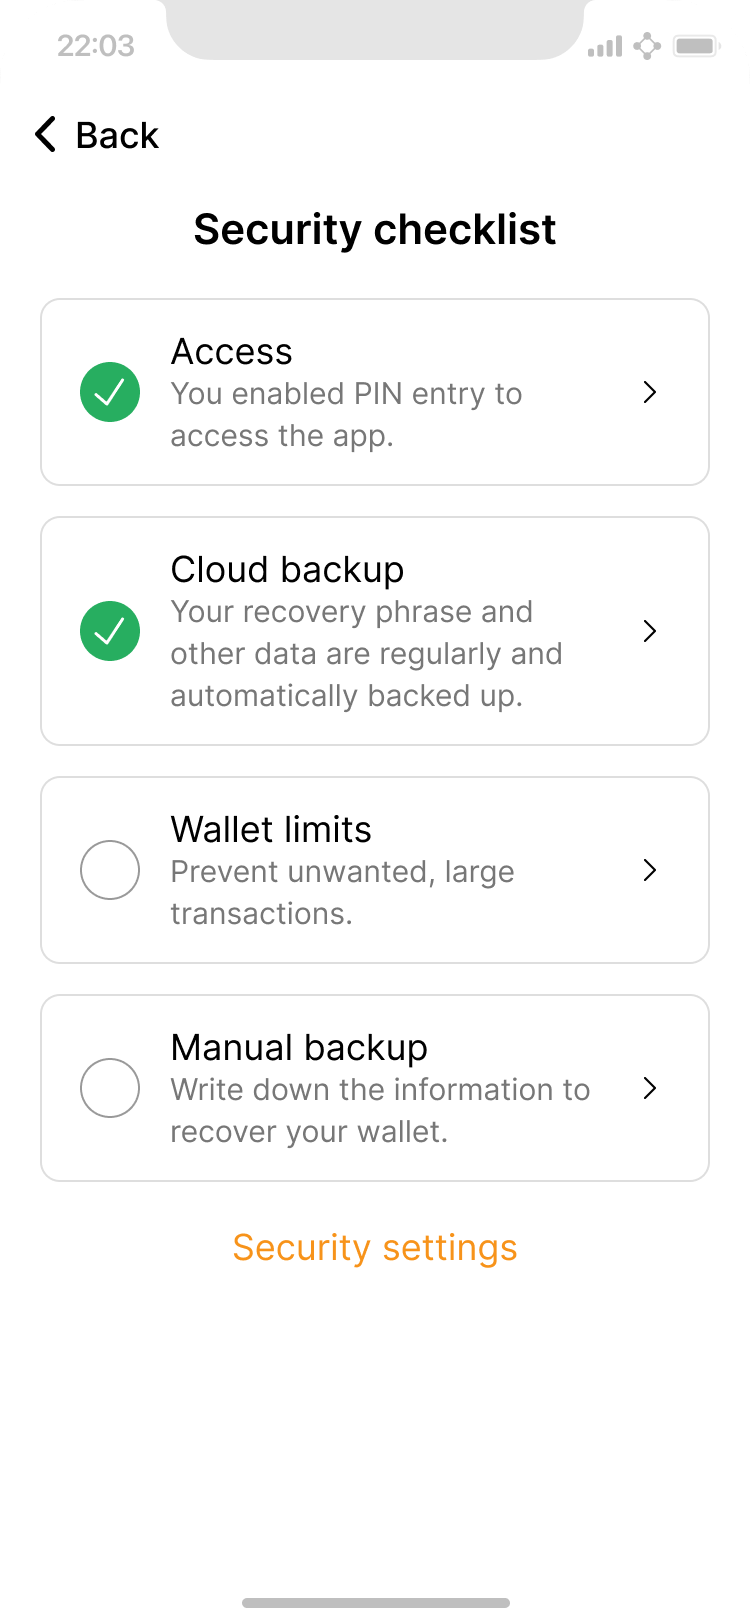 22:03
Back
Security checklist
Access
You enabled PIN entry to
access the app.
Cloud backup
Your recovery phrase and
other data are regularly and
automatically backed up.
Wallet limits
Prevent unwanted, large
transactions.
Manual backup
Write down the information to
recover your wallet.
Security settings